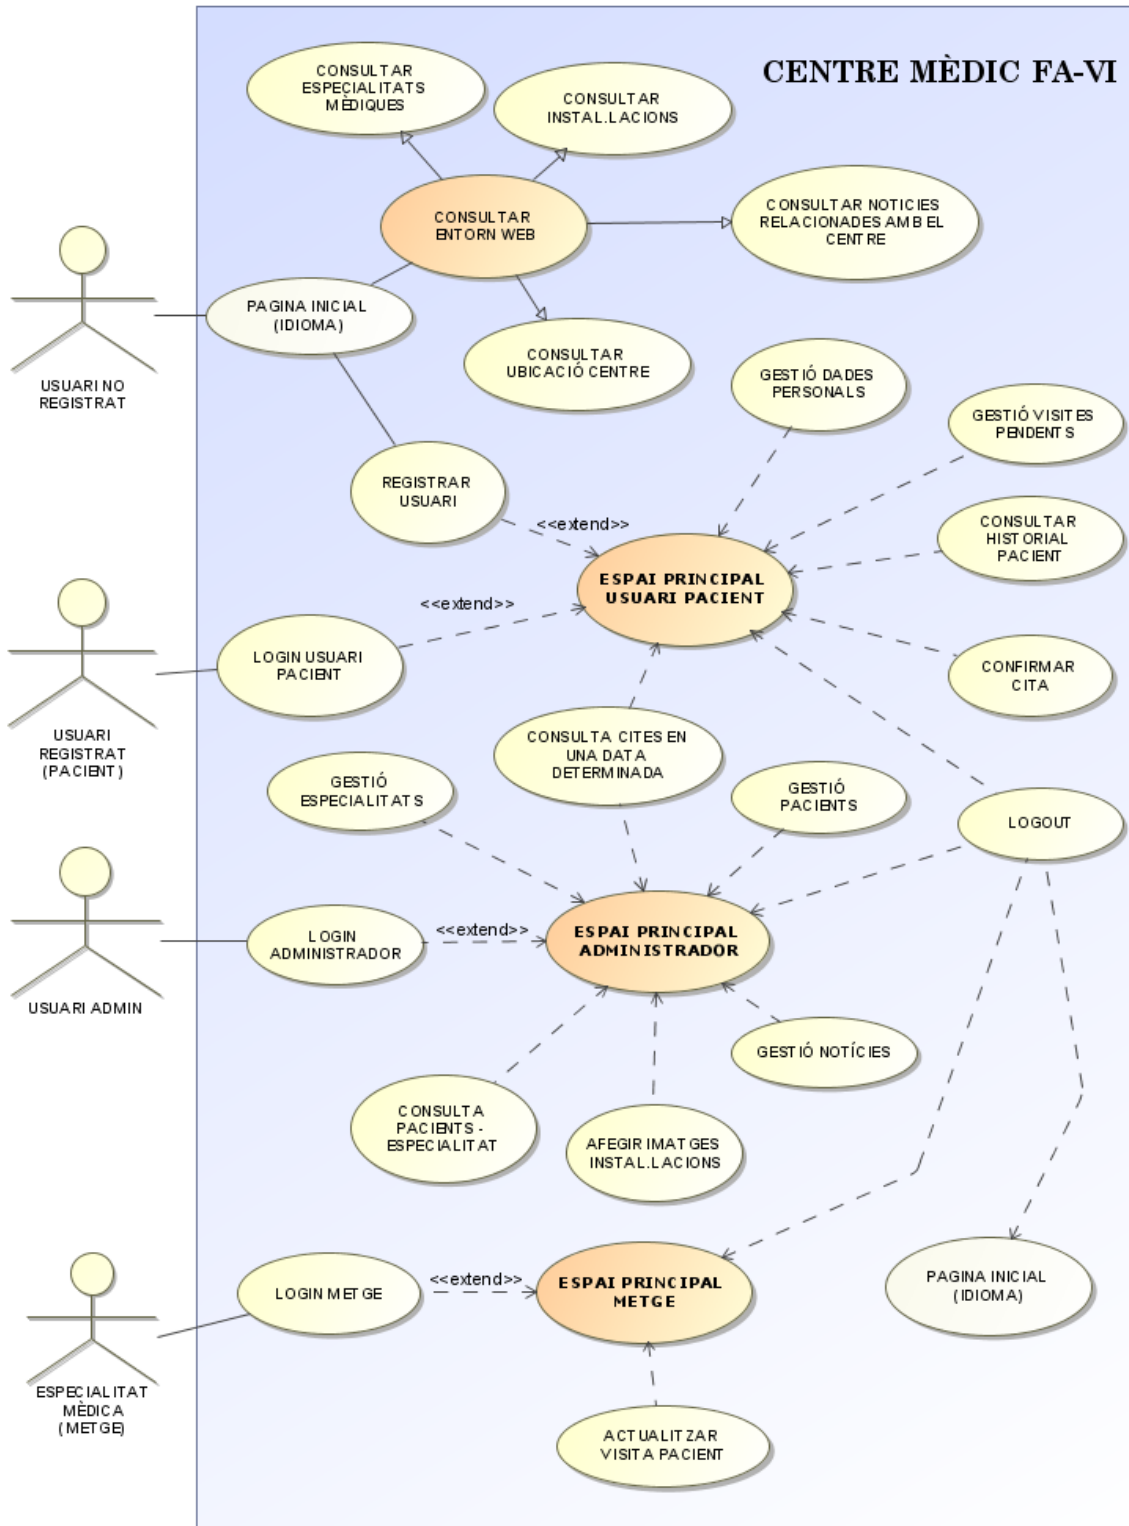 CENTRE MÈDIC FA-VI
CONSULTAR
ESPECIALITATS
MÈDIQUES
CONSULTAR
INSTAL.LACIONS
CONSULTAR
ENTORN WEB
CONSULTAR NOTICIES
RELACIONADES AMB EL
CENTRE
PAGINA INICIAL
(IDIOMA)
CONSULTAR
UBICACIÓ CENTRE
USUARI NO
REGISTRAT
GESTIÓ DADES
PERSONALS
GESTIÓ VISITES
PENDENTS
REGISTRAR
USUARI
<<extend>>
CONSULTAR
HISTORIAL
PACIENT
ESPAI PRINCIPAL
USUARI PACIENT
<<extend>>
LOGIN USUARI
PACIENT
CONFIRMAR
CITA
USUARI
REGISTRAT
(PACIENT)
CONSULTA CITES EN
UNA DATA
DETERMINADA
GESTIÓ
ESPECIALITATS
GESTIÓ
PACIENTS
LOGOUT
LOGIN
ADMINISTRADOR
<<extend>>
ESPAI PRINCIPAL
ADMINISTRADOR
USUARI ADMIN
GESTIÓ NOTÍCIES
CONSULTA
PACIENTS -
ESPECIALITAT
AFEGIR IMATGES
INSTAL.LACIONS
LOGIN METGE
<<extend>>
ESPAI PRINCIPAL
METGE
PAGINA INICIAL
(IDIOMA)
ESPECIALITAT
MÈDICA
(METGE)
ACTUALITZAR
VISITA PACIENT